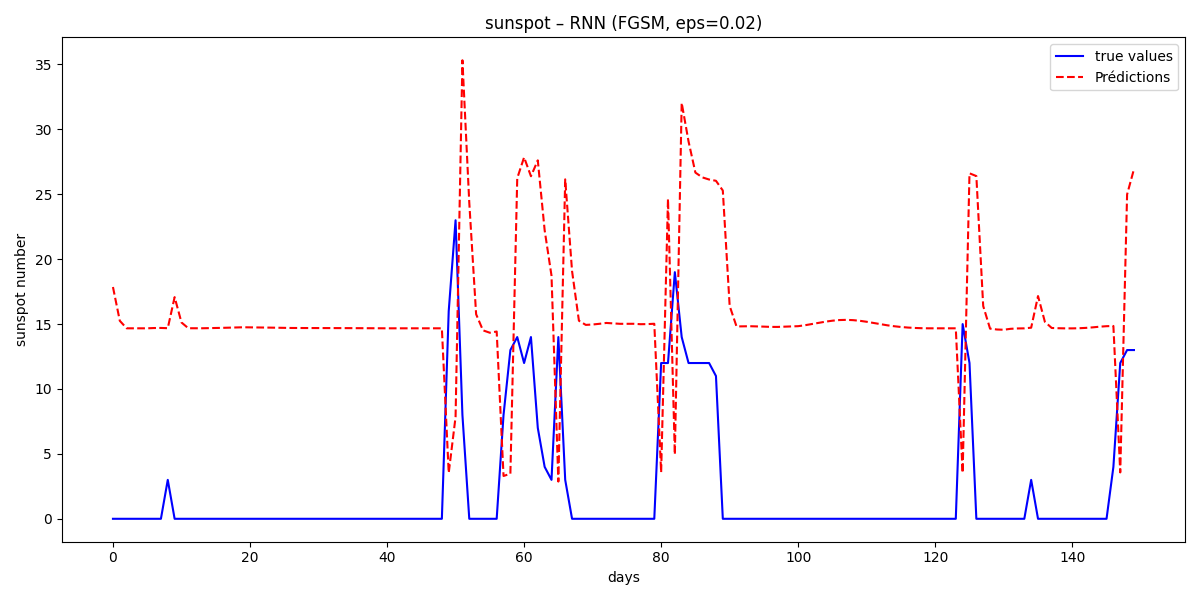 sunspot – RNN (FGSM, eps=0.02)
true values
Prédictions
sunspot number
35
30
25
20
15
10
5
0
0 20 40 60 80 100 120 140
days